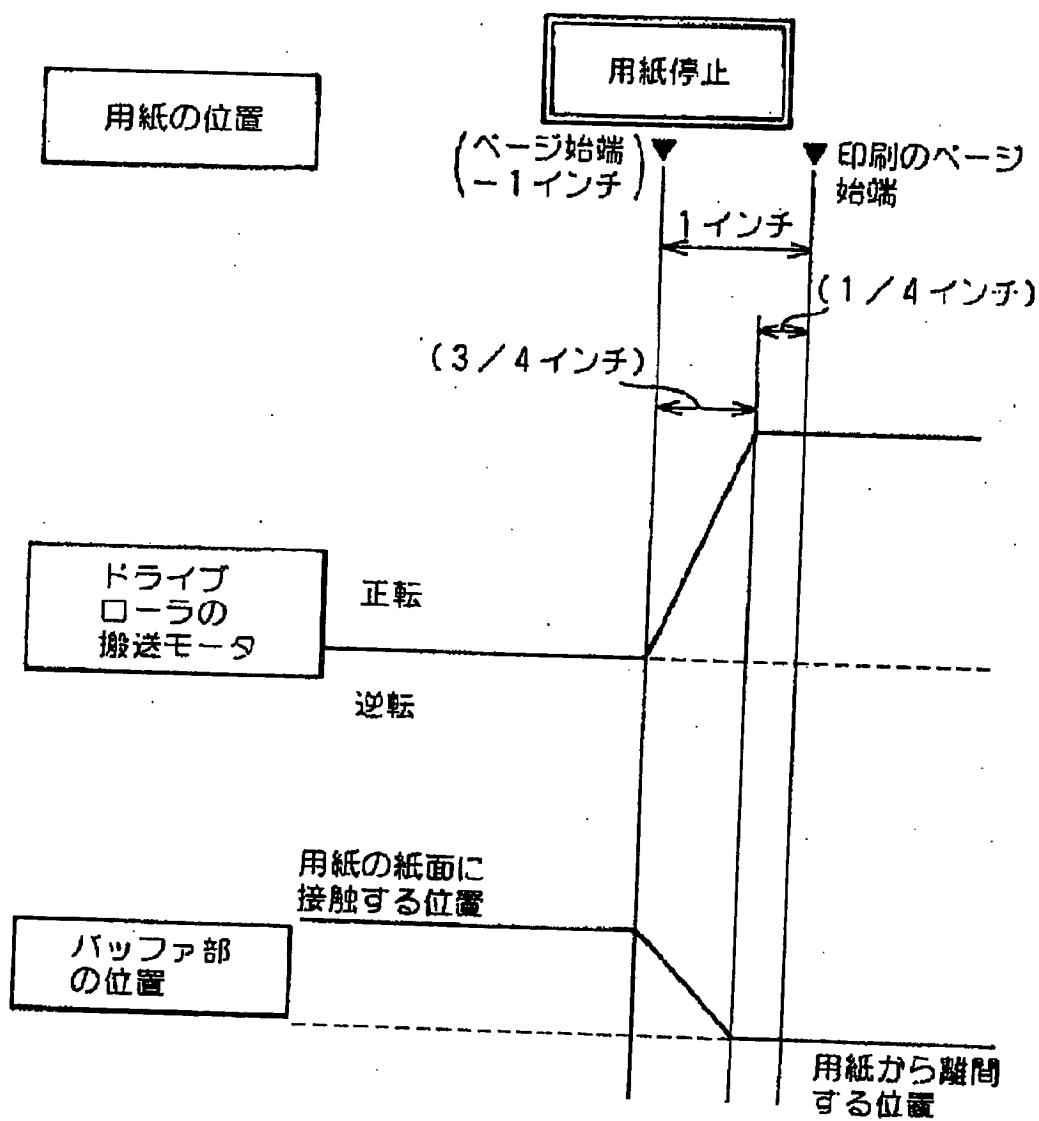 用紙停止
用紙の位置
(ページ始端
-1インチ)
印刷のページ
始端
1インチ
(1/4インチ)
(3/4インチ)
ドライブ
ローラの
搬送モータ
正転
逆転
用紙の紙面に
接触する位置
バッファ部
の位置
用紙から離間
する位置